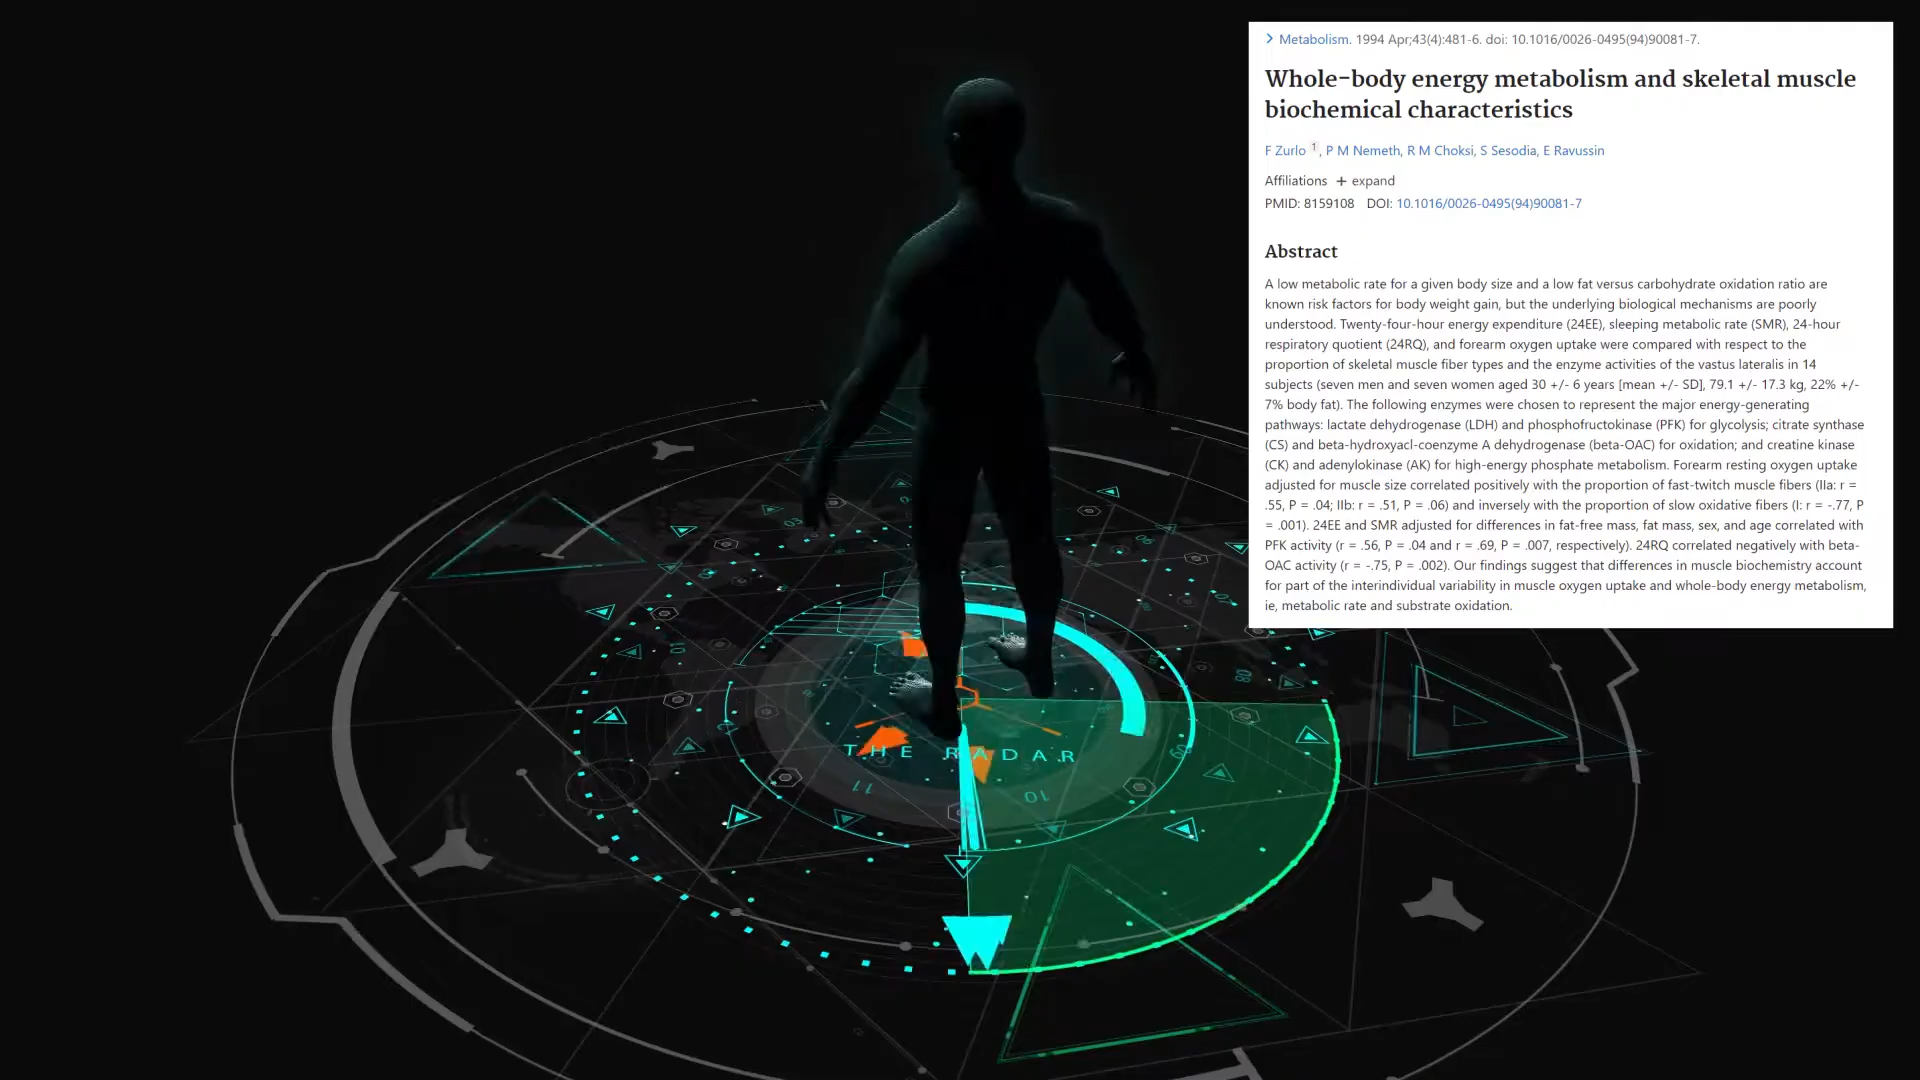 Metabolism. 1994 Apr;43(4):481-6. doi: 10.1016/0026-0495(94)90081-7.
Whole-body energy metabolism and skeletal muscle
biochemical characteristics
F Zurlo 1, P M Nemeth, R M Choksi, S Sesodia, E Ravussin
Affiliations + expand
PMID: 8159108 DOI: 10.1016/0026-0495(94)90081-7
Abstract
A low metabolic rate for a given body size and a low fat versus carbohydrate oxidation ratio are
known risk factors for body weight gain, but the underlying biological mechanisms are poorly
understood. Twenty-four-hour energy expenditure (24EE), sleeping metabolic rate (SMR), 24-hour
respiratory quotient (24RQ), and forearm oxygen uptake were compared with respect to the
proportion of skeletal muscle fiber types and the enzyme activities of the vastus lateralis in 14
subjects (seven men and seven women aged 30 +/- 6 years [mean +/- SD], 79.1 +/- 17.3 kg, 22% +/-
7% body fat). The following enzymes were chosen to represent the major energy-generating
pathways: lactate dehydrogenase (LDH) and phosphofructokinase (PFK) for glycolysis; citrate synthase
(CS) and beta-hydroxyacl-coenzyme A dehydrogenase (beta-OAC) for oxidation; and creatine kinase
(CK) and adenylokinase (AK) for high-energy phosphate metabolism. Forearm resting oxygen uptake
adjusted for muscle size correlated positively with the proportion of fast-twitch muscle fibers (IIa: r =
.55, P = .04; IIb: r = .51, P = .06) and inversely with the proportion of slow oxidative fibers (I: r = -.77, P
= .001). 24EE and SMR adjusted for differences in fat-free mass, fat mass, sex, and age correlated with
PFK activity (r = .56, P = .04 and r = .69, P = .007, respectively). 24RQ correlated negatively with beta-
OAC activity (r = -.75, P = .002). Our findings suggest that differences in muscle biochemistry account
for part of the interindividual variability in muscle oxygen uptake and whole-body energy metabolism,
ie, metabolic rate and substrate oxidation.
THE RADAR
11
10
09
08